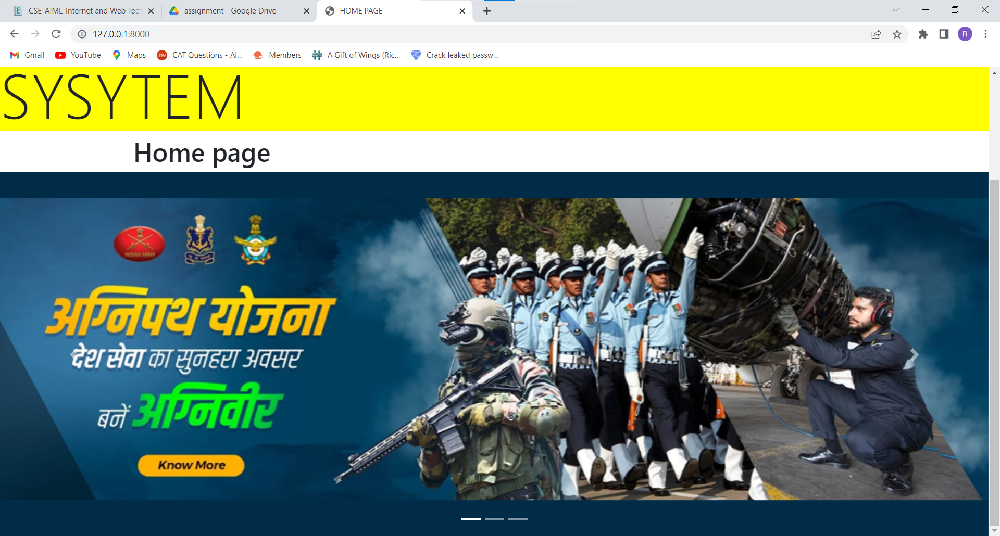 CSE-AIML-Internet and Web Tech
assignment - Google Drive
HOME PAGE
127.0.0.1:8000
R
Gmail
YouTube
Maps
CAT Questions - Al...
Members
A Gift of Wings (Ric...
Crack leaked passw...
SYSYTEM
Home page
INDIAN ARMY
अग्निपथ योजना
देश सेवा का सुनहरा अवसर
बनें अग्निवीर
Know More